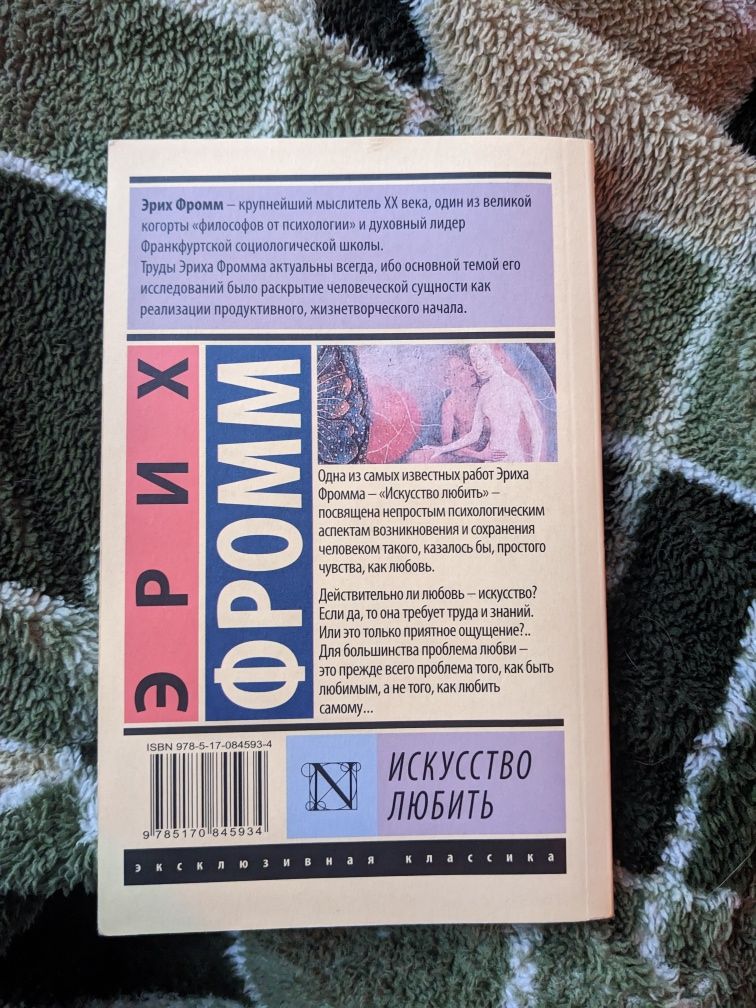 Эрих Фромм – крупнейший мыслитель XX века, один из великой
когорты «философов от психологии» и духовный лидер
Франкфуртской социологической школы.
Труды Эриха Фромма актуальны всегда, ибо основной темой его
исследований было раскрытие человеческой сущности как
реализации продуктивного, жизнетворческого начала.
ЭРИХ
ФРОММ
Одна из самых известных работ Эриха
Фромма – «Искусство любить» –
посвящена непростым психологическим
аспектам возникновения и сохранения
человеком такого, казалось бы, простого
чувства, как любовь.
Действительно ли любовь – искусство?
Если да, то она требует труда и знаний.
Или это только приятное ощущение?..
Для большинства проблема любви –
это прежде всего проблема того, как быть
любимым, а не того, как любить
самому...
ISBN 978-5-17-084593-4
9 785170 845934
N
ИСКУССТВО
ЛЮБИТЬ
эксклюзивная классика